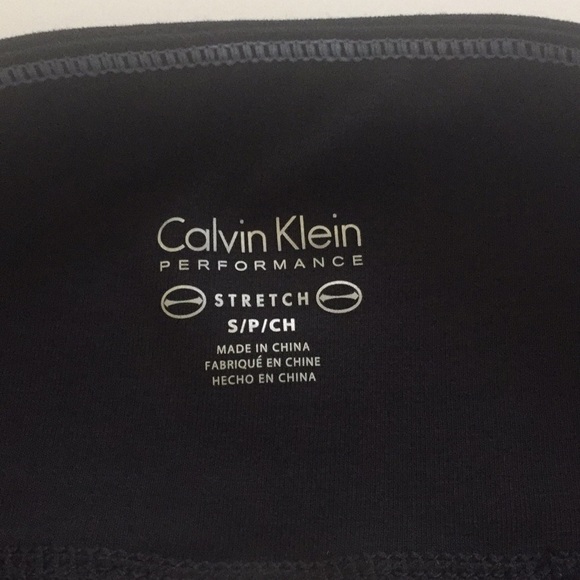 Calvin Klein
PERFORMANCE
STRETCH
S/P/CH
MADE IN CHINA
FABRIQUÉ EN CHINE
HECHO EN CHINA